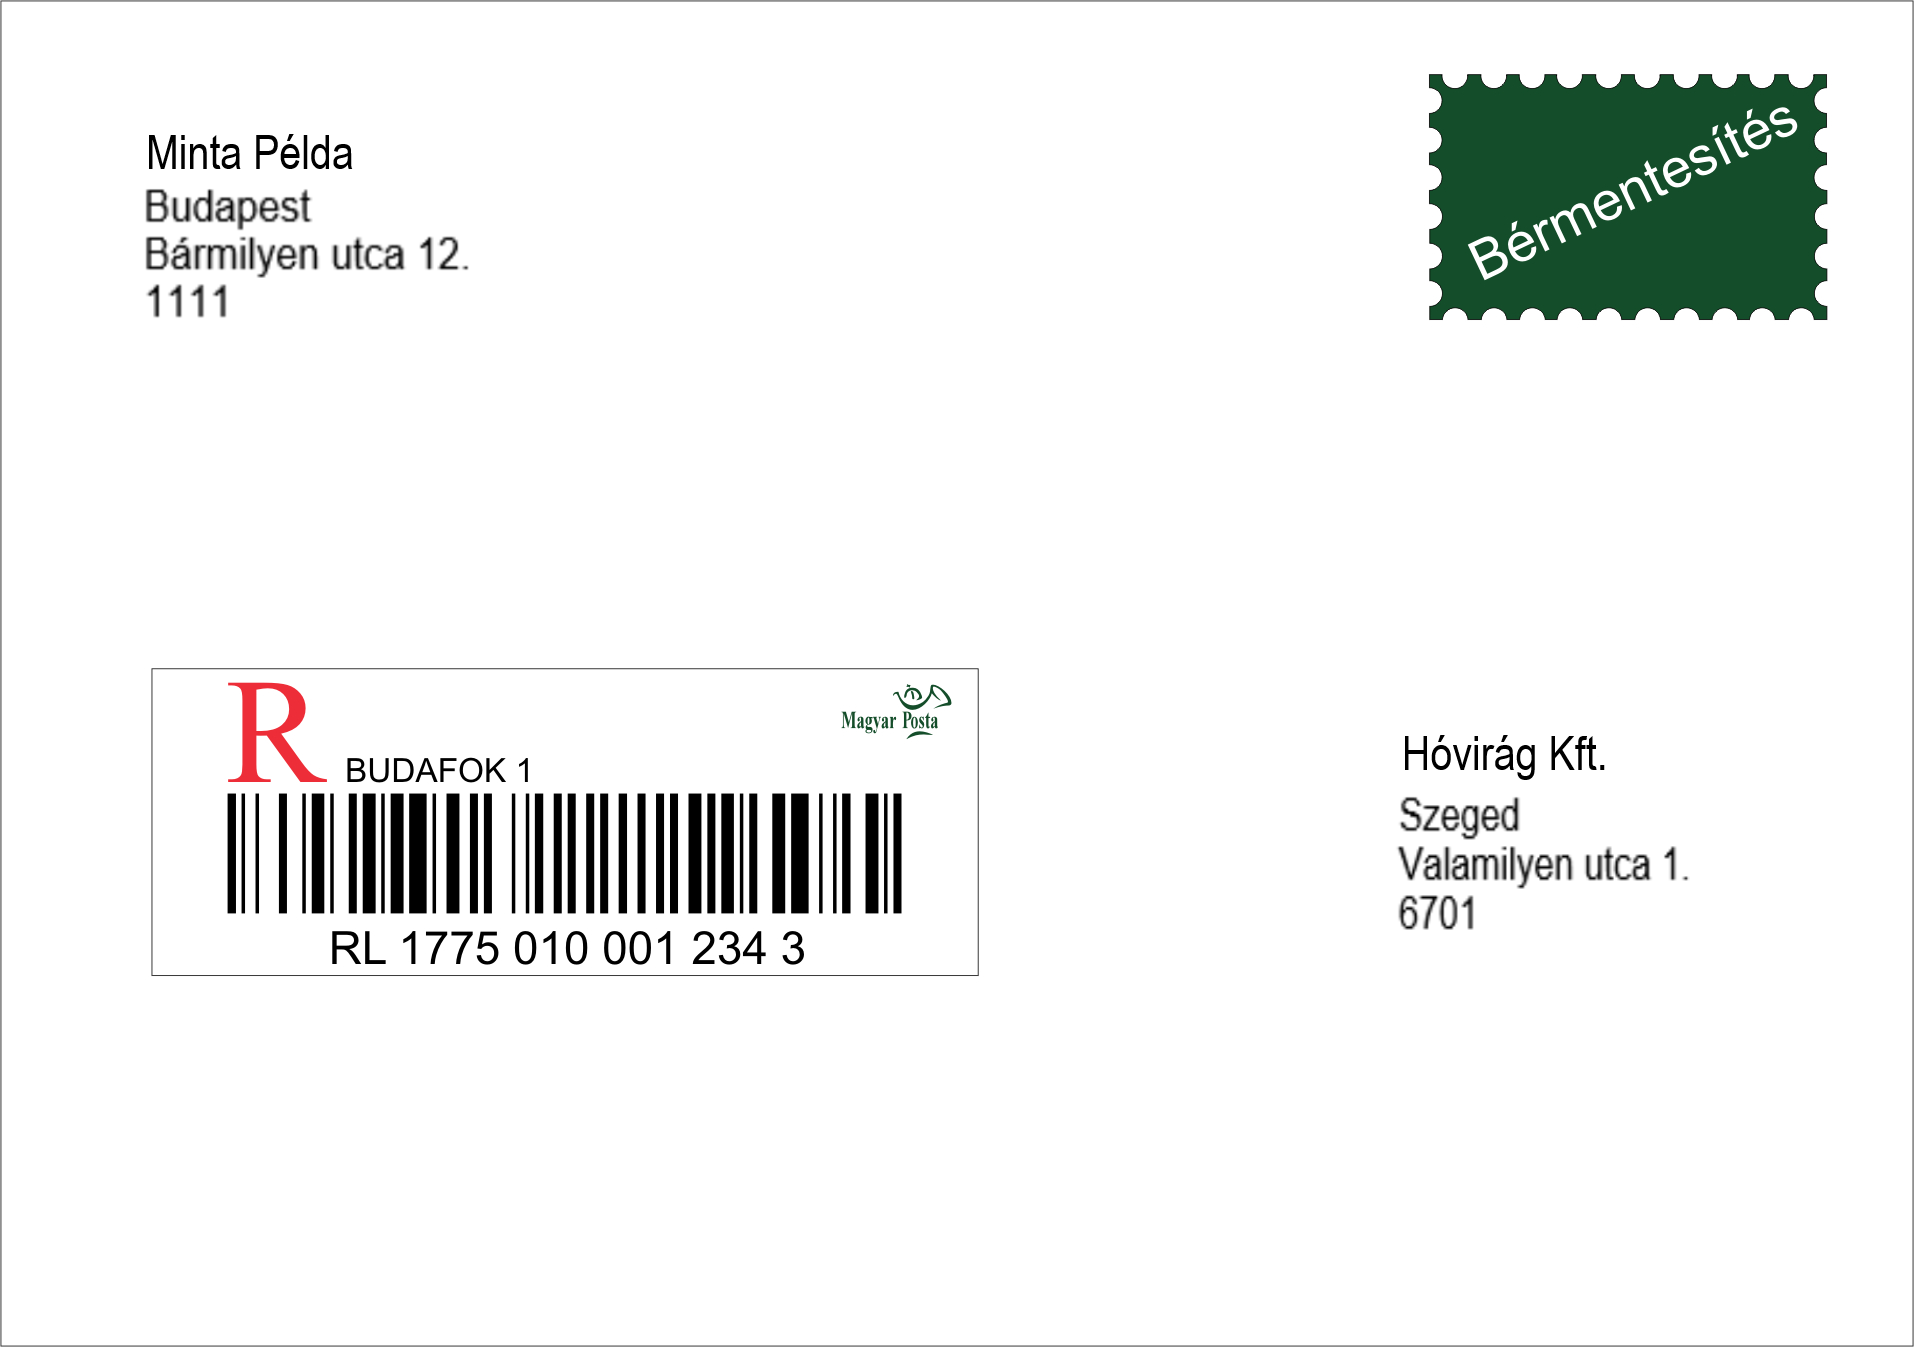 Minta Példa
Budapest
Bármilyen utca 12.
1111
Bérmentesítés
R BUDAFOK 1
Magyar Posta
RL 1775 010 001 234 3
Hóvirág Kft.
Szeged
Valamilyen utca 1.
6701